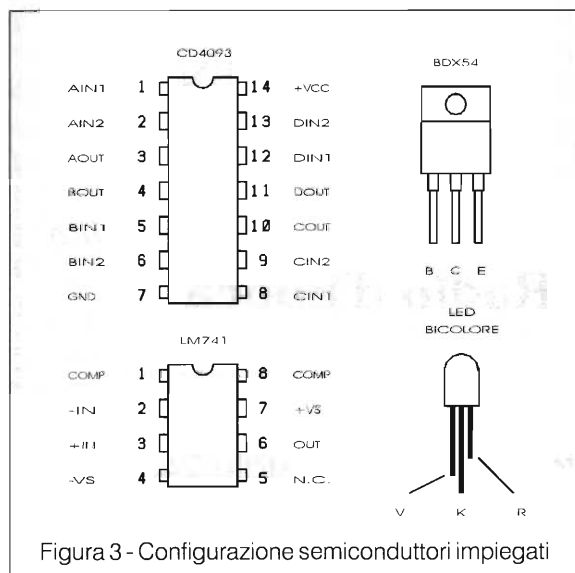 CD4093
AIN1 1 14 +VCC
AIN2 2 13 DIN2
AOUT 3 12 DIN1
BOUT 4 11 DOUT
BIN1 5 10 COUT
BIN2 6 9 CIN2
GND 7 8 CIN1
LM741
COMP 1 8 COMP
-IN 2 7 +VS
+IN 3 6 OUT
-VS 4 5 N.C.
BDX54
B C E
LED
BICOLORE
V K R
Figura 3 - Configurazione semiconduttori impiegati